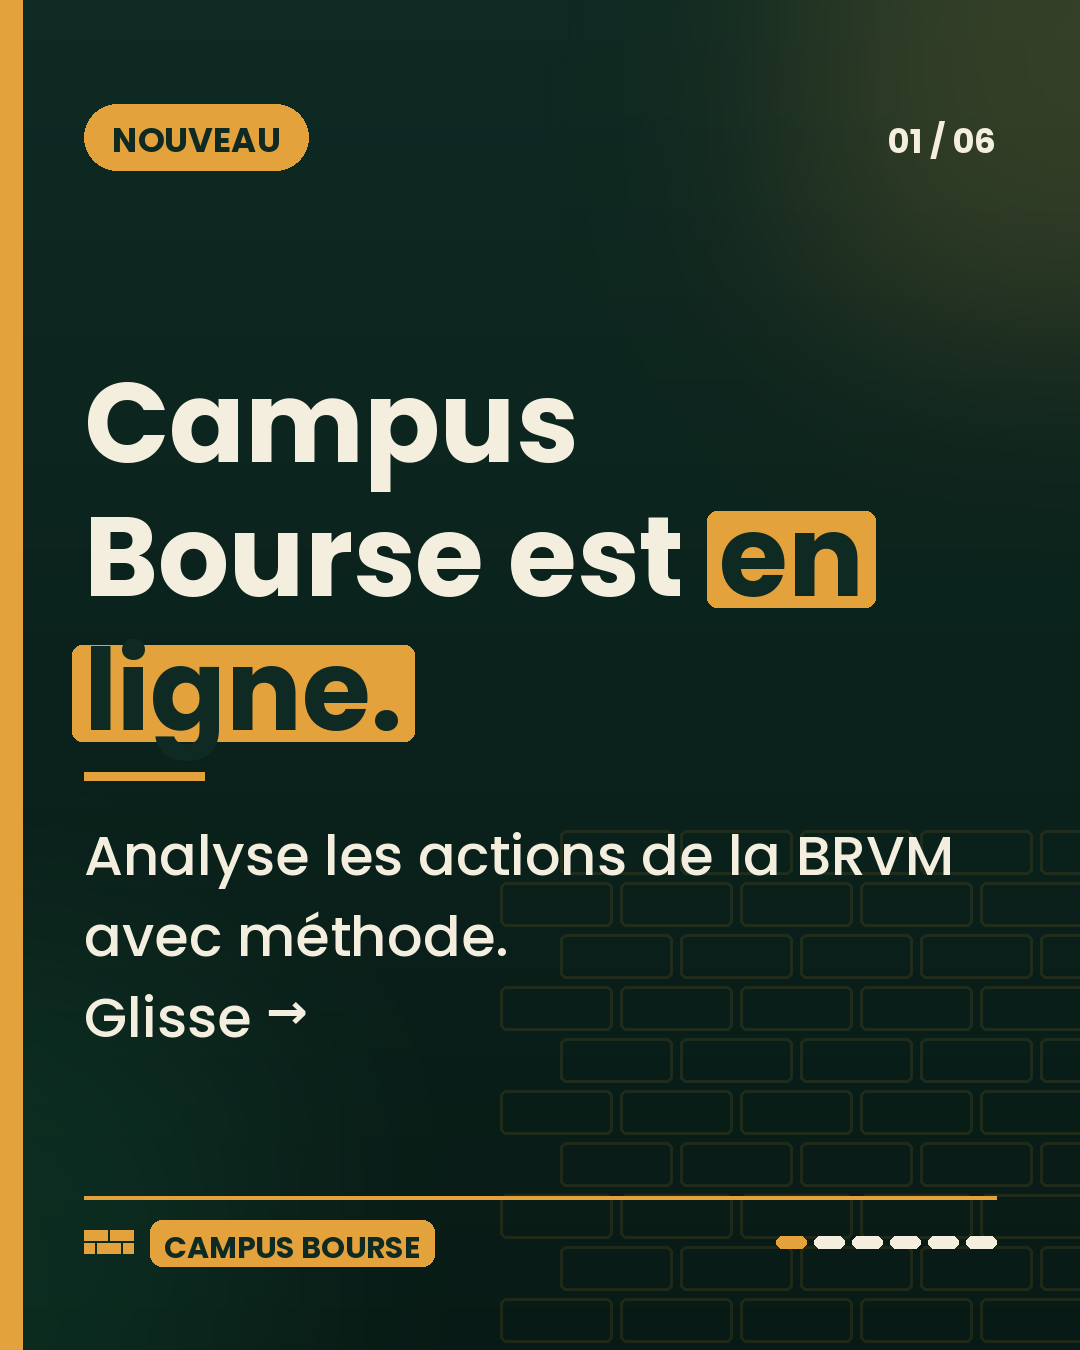 NOUVEAU
01 / 06
Campus
Bourse est en
ligne.
Analyse les actions de la BRVM
avec méthode.
Glisse →
CAMPUS BOURSE